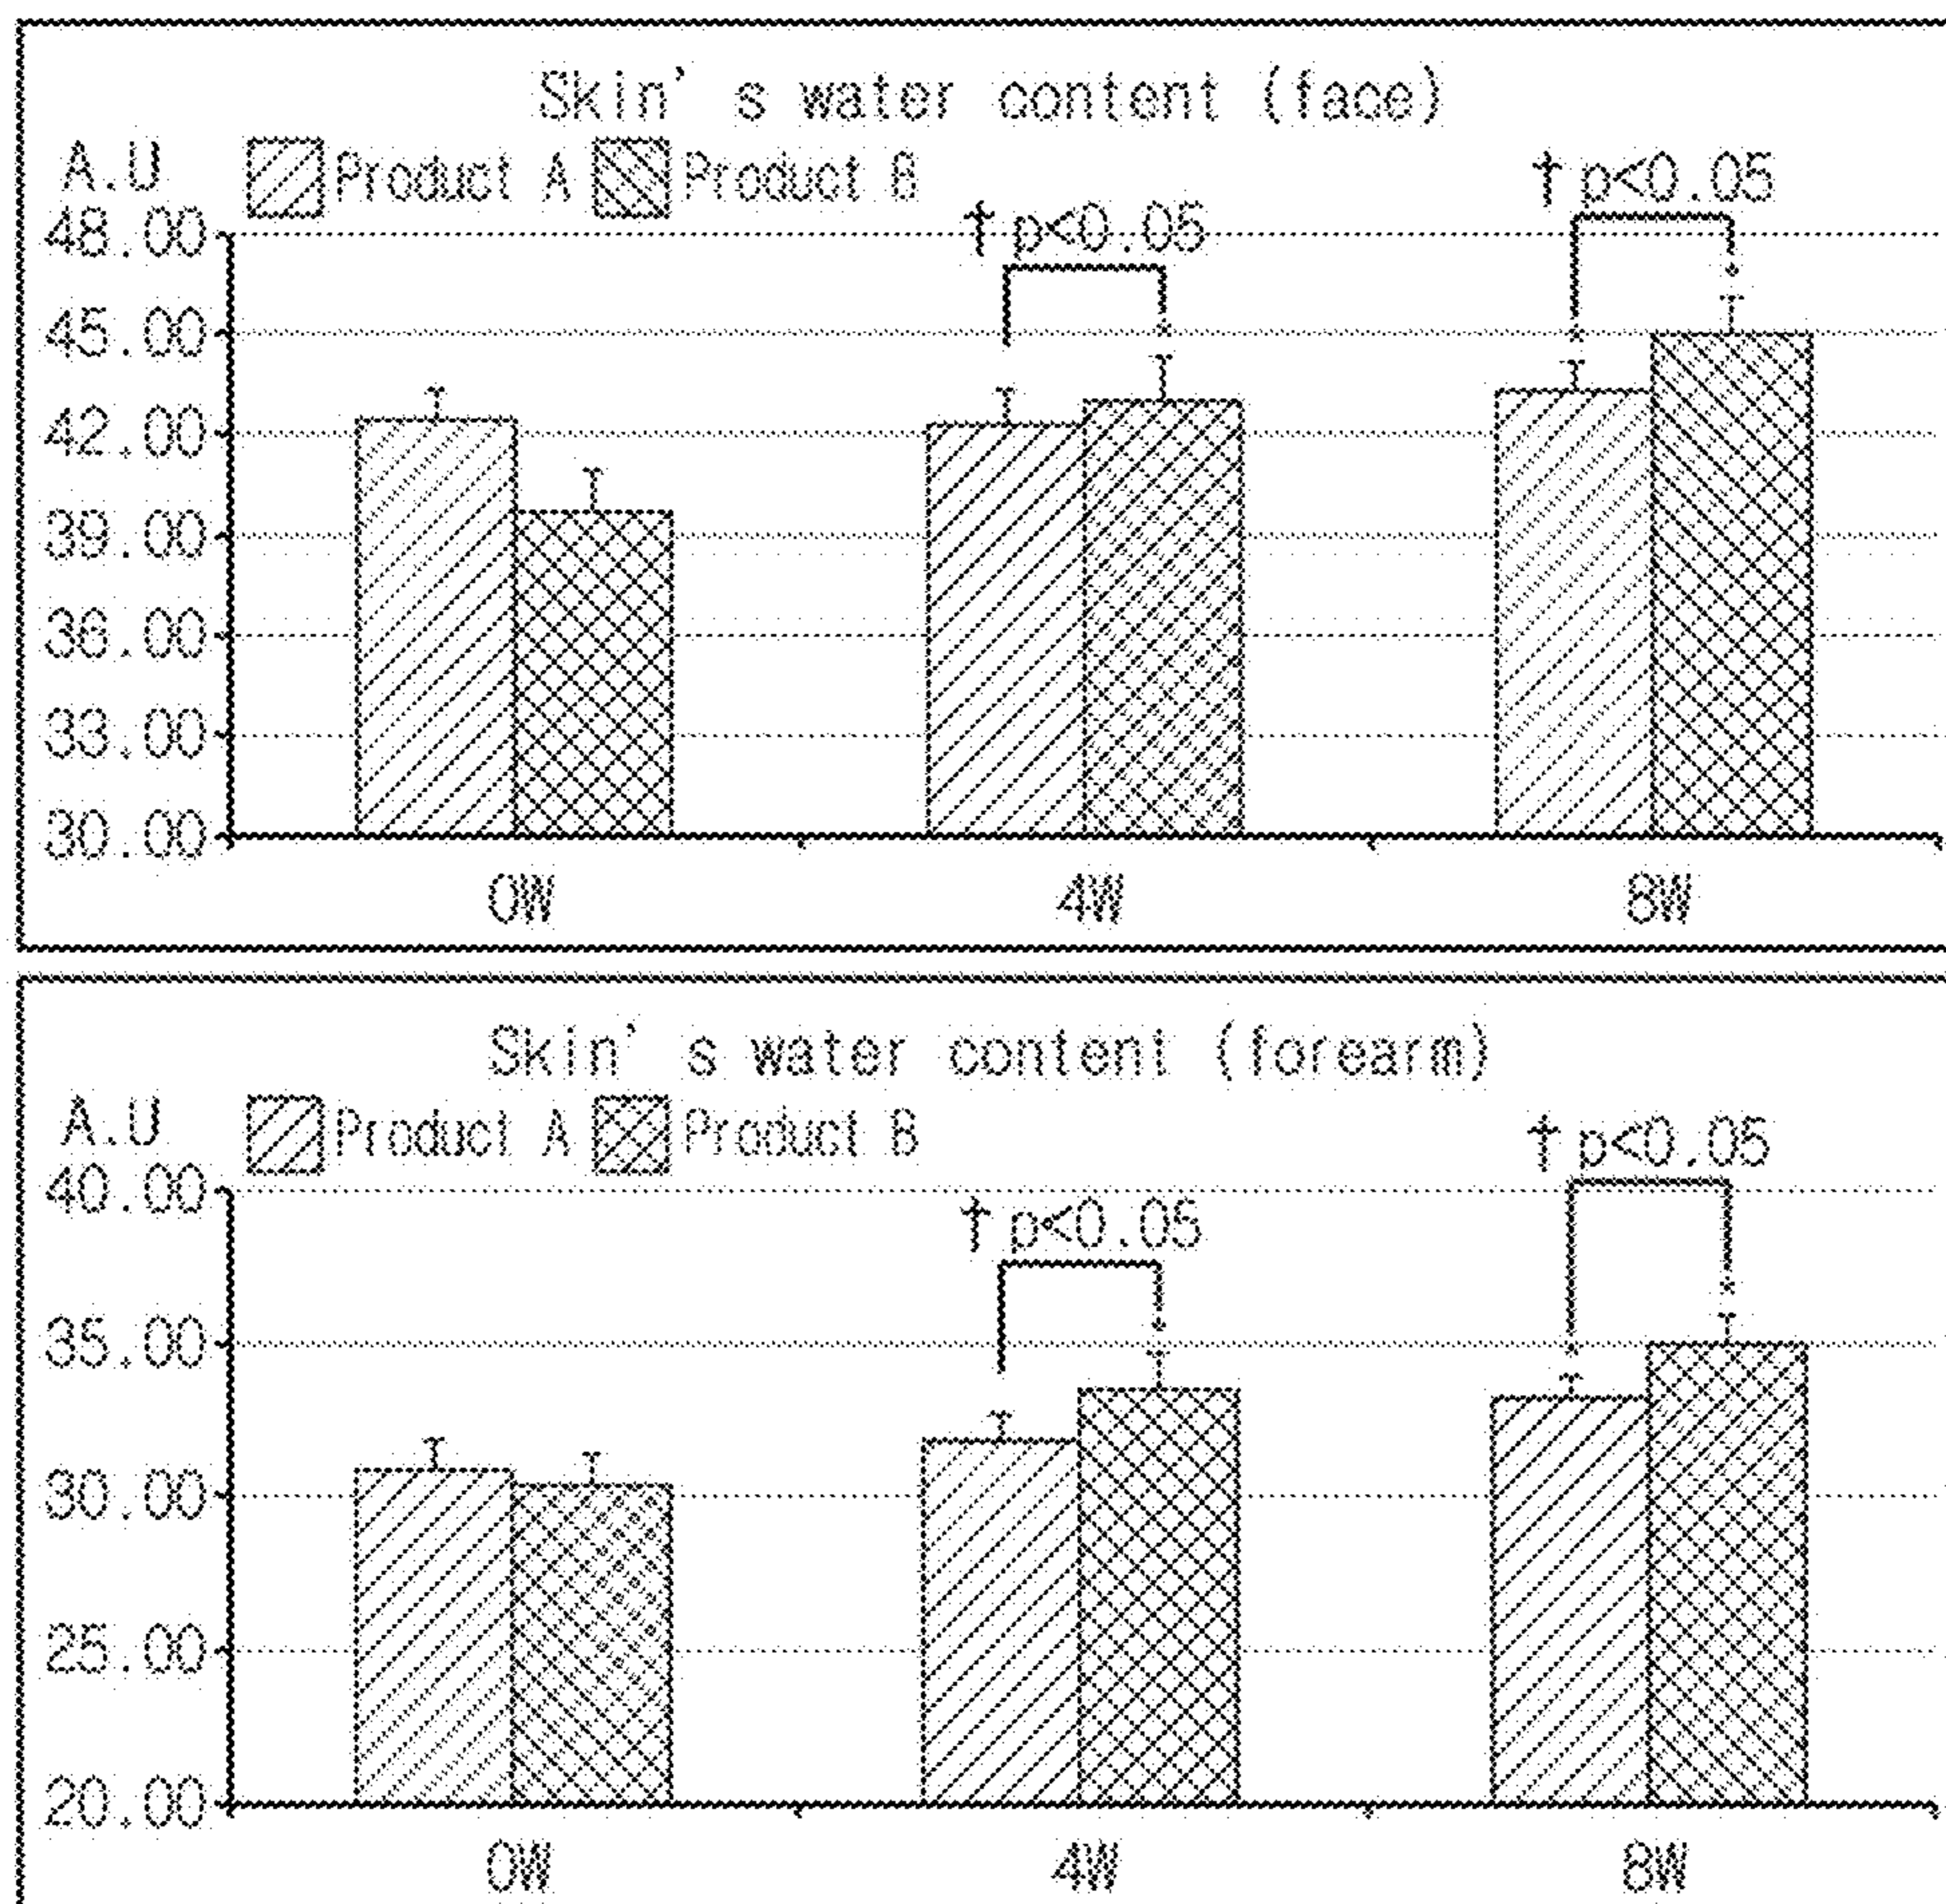 Skin's water content (face)
A.U Product A Product B
† p<0.05
† p<0.05
48.00
45.00
42.00
39.00
36.00
33.00
30.00
0W 4W 8W
Skin's water content (forearm)
A.U Product A Product B
† p<0.05
† p<0.05
40.00
35.00
30.00
25.00
20.00
0W 4W 8W